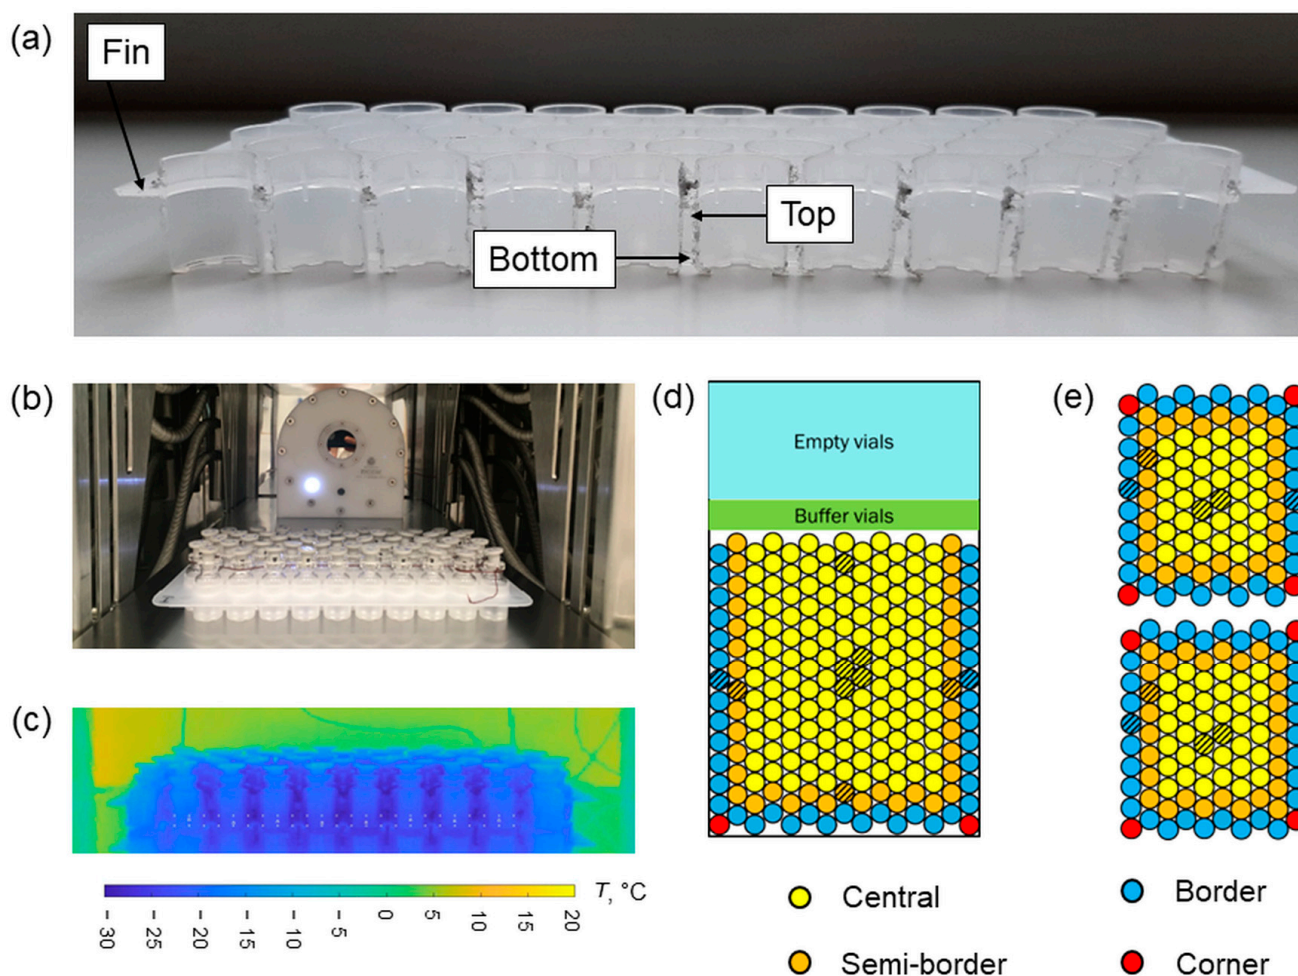 (a)
Fin
Top
Bottom
(b)
(c)
T, °C
- 30
- 25
- 20
- 15
- 10
- 5
0
5
10
15
20
(d)
Empty vials
Buffer vials
(e)
Central
Border
Semi-border
Corner